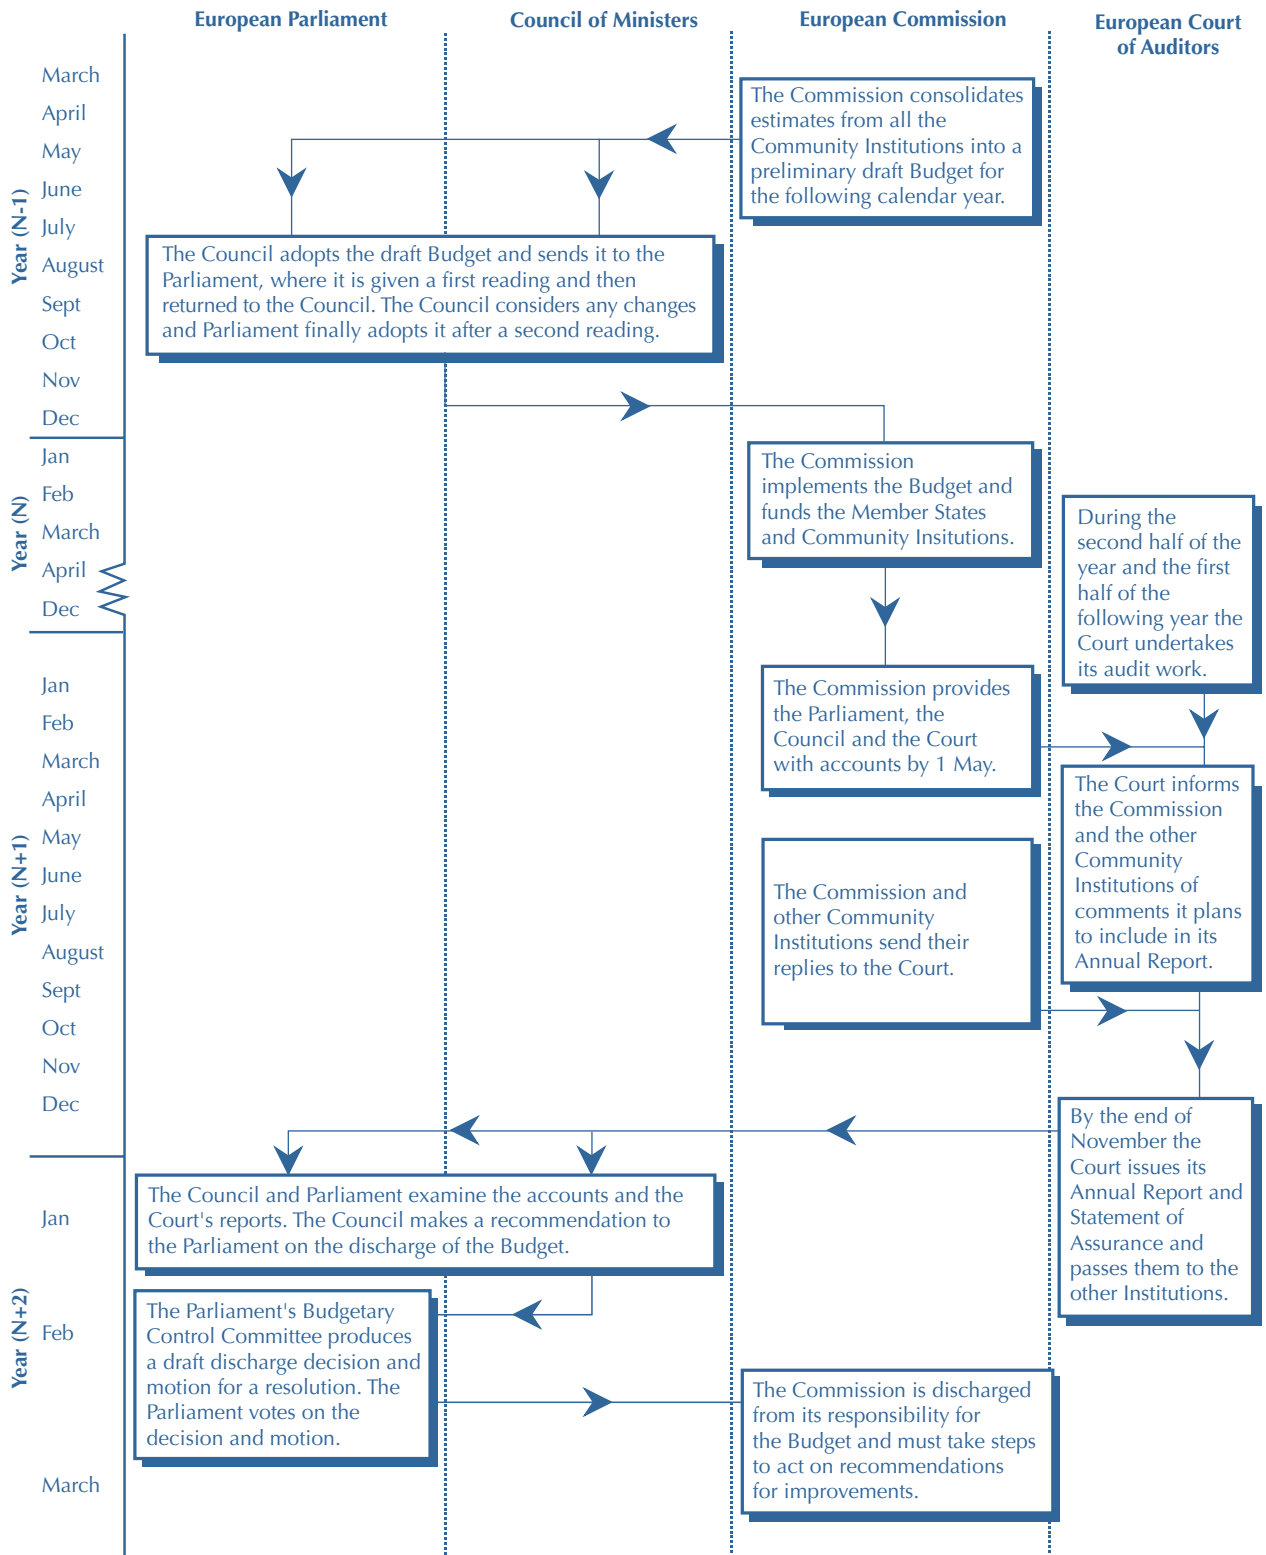 European Parliament
Council of Ministers
European Commission
European Court
of Auditors
Year (N-1)
March
April
May
June
July
August
Sept
Oct
Nov
Dec
The Commission consolidates
estimates from all the
Community Institutions into a
preliminary draft Budget for
the following calendar year.
The Council adopts the draft Budget and sends it to the
Parliament, where it is given a first reading and then
returned to the Council. The Council considers any changes
and Parliament finally adopts it after a second reading.
Year (N)
Jan
Feb
March
April
Dec
The Commission
implements the Budget and
funds the Member States
and Community Insitutions.
During the
second half of the
year and the first
half of the
following year the
Court undertakes
its audit work.
Year (N+1)
Jan
Feb
March
April
May
June
July
August
Sept
Oct
Nov
Dec
The Commission provides
the Parliament, the
Council and the Court
with accounts by 1 May.
The Court informs
the Commission
and the other
Community
Institutions of
comments it plans
to include in its
Annual Report.
The Commission and
other Community
Institutions send their
replies to the Court.
By the end of
November the
Court issues its
Annual Report and
Statement of
Assurance and
passes them to the
other Institutions.
Year (N+2)
Jan
Feb
March
The Council and Parliament examine the accounts and the
Court's reports. The Council makes a recommendation to
the Parliament on the discharge of the Budget.
The Parliament's Budgetary
Control Committee produces
a draft discharge decision and
motion for a resolution. The
Parliament votes on the
decision and motion.
The Commission is discharged
from its responsibility for
the Budget and must take steps
to act on recommendations
for improvements.